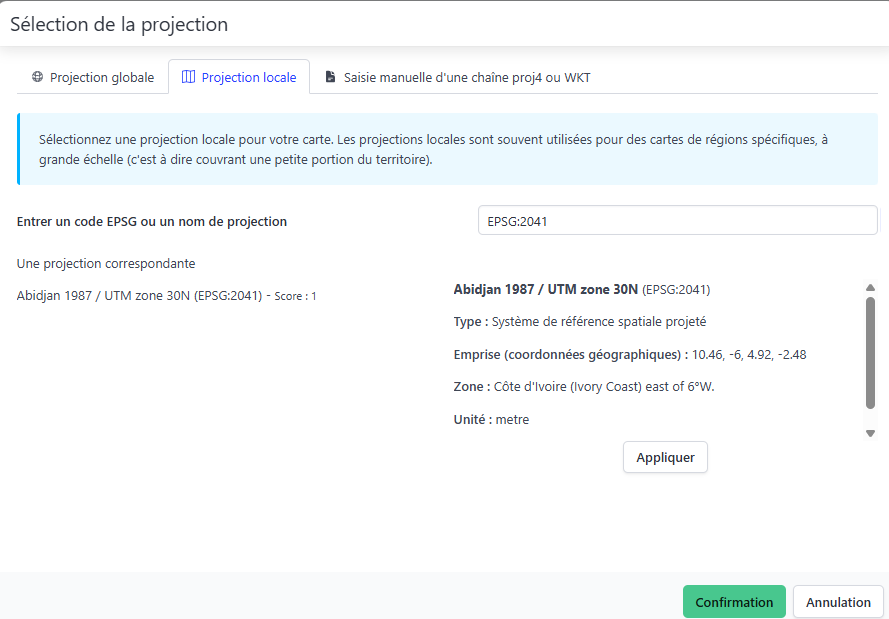 Sélection de la projection
Projection globale
Projection locale
Saisie manuelle d'une chaîne proj4 ou WKT
Sélectionnez une projection locale pour votre carte. Les projections locales sont souvent utilisées pour des cartes de régions spécifiques, à
grande échelle (c'est à dire couvrant une petite portion du territoire).
Entrer un code EPSG ou un nom de projection
EPSG:2041
Une projection correspondante
Abidjan 1987 / UTM zone 30N (EPSG:2041) - Score : 1
Abidjan 1987 / UTM zone 30N (EPSG:2041)
Type : Système de référence spatiale projeté
Emprise (coordonnées géographiques) : 10.46, -6, 4.92, -2.48
Zone : Côte d'Ivoire (Ivory Coast) east of 6°W.
Unité : metre
Appliquer
Confirmation
Annulation